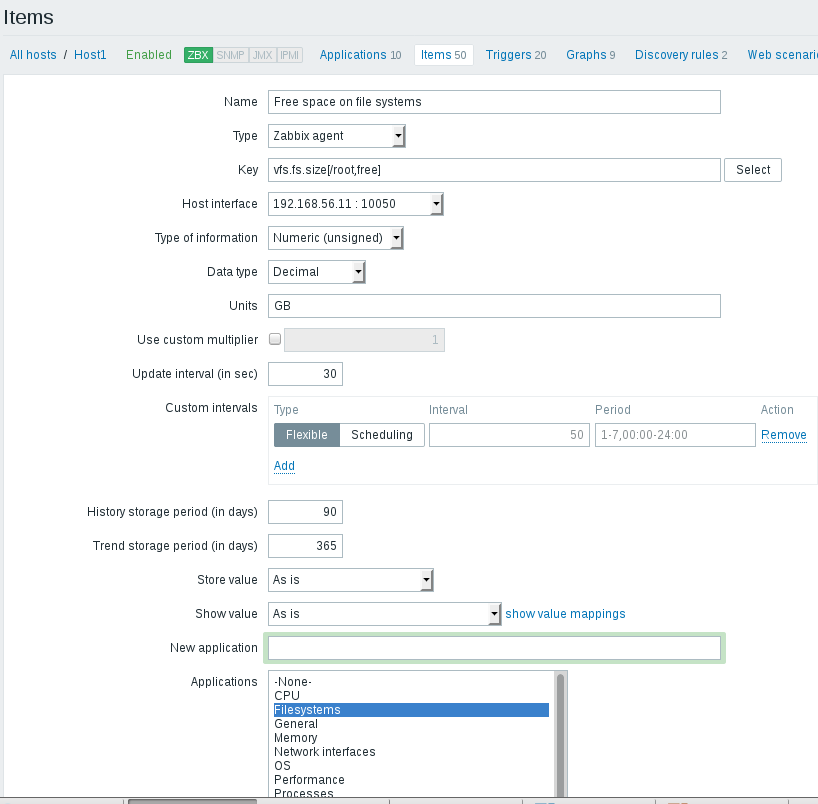 Items
All hosts / Host1 Enabled ZBX SNMP JMX IPMI Applications 10 Items 50 Triggers 20 Graphs 9 Discovery rules 2 Web
Name Free space on file systems
Type Zabbix agent
Key vfs.fs.size[/root,free] Select
Host interface 192.168.56.11 : 10050
Type of information Numeric (unsigned)
Data type Decimal
Units GB
Use custom multiplier 1
Update interval (in sec) 30
Custom intervals Type Interval Period Action
Flexible Scheduling 50 1-7,00:00-24:00 Remove
Add
History storage period (in days) 90
Trend storage period (in days) 365
Store value As is
Show value As is show value mappings
New application
Applications -None-
CPU
Filesystems
General
Memory
Network interfaces
OS
Performance
Processes